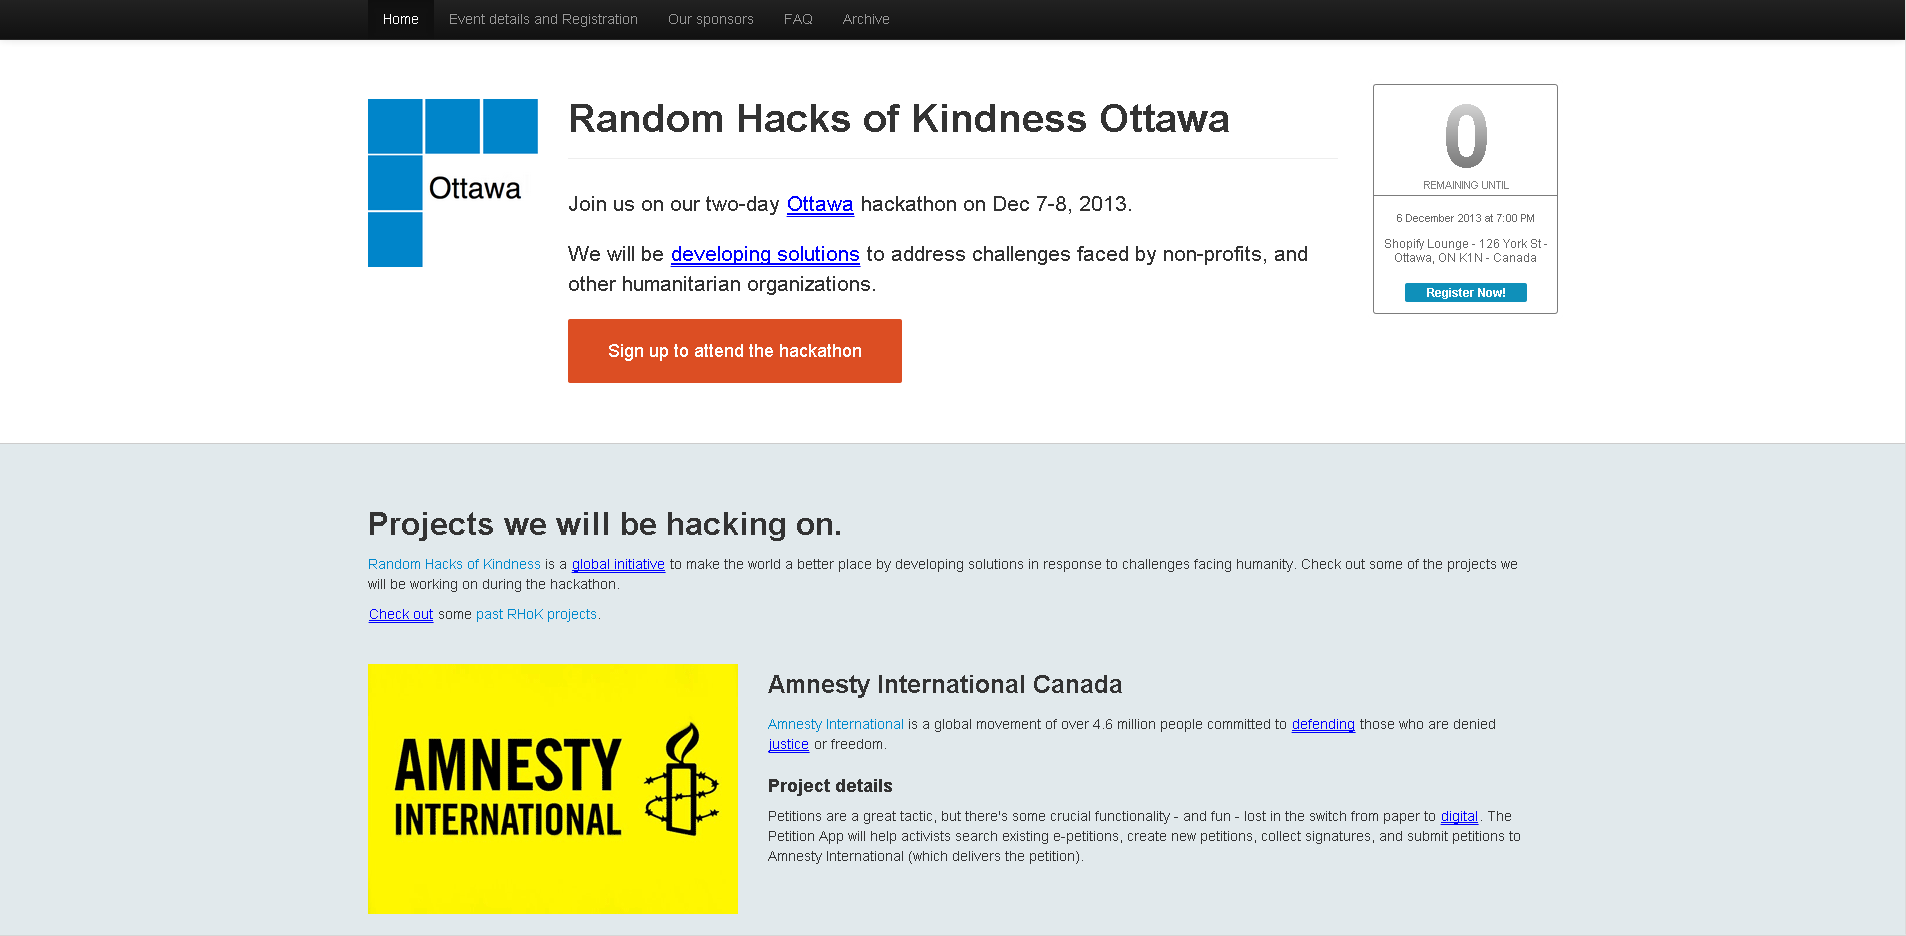 Home Event details and Registration Our sponsors FAQ Archive
Ottawa
Random Hacks of Kindness Ottawa
Join us on our two-day Ottawa hackathon on Dec 7-8, 2013.
We will be developing solutions to address challenges faced by non-profits, and
other humanitarian organizations.
Sign up to attend the hackathon
0
REMAINING UNTIL
6 December 2013 at 7:00 PM
Shopify Lounge - 126 York St -
Ottawa, ON K1N - Canada
Register Now!
Projects we will be hacking on.
Random Hacks of Kindness is a global initiative to make the world a better place by developing solutions in response to challenges facing humanity. Check out some of the projects we
will be working on during the hackathon.
Check out some past RHoK projects.
AMNESTY
INTERNATIONAL
Amnesty International Canada
Amnesty International is a global movement of over 4.6 million people committed to defending those who are denied
justice or freedom.
Project details
Petitions are a great tactic, but there's some crucial functionality - and fun - lost in the switch from paper to digital. The
Petition App will help activists search existing e-petitions, create new petitions, collect signatures, and submit petitions to
Amnesty International (which delivers the petition).